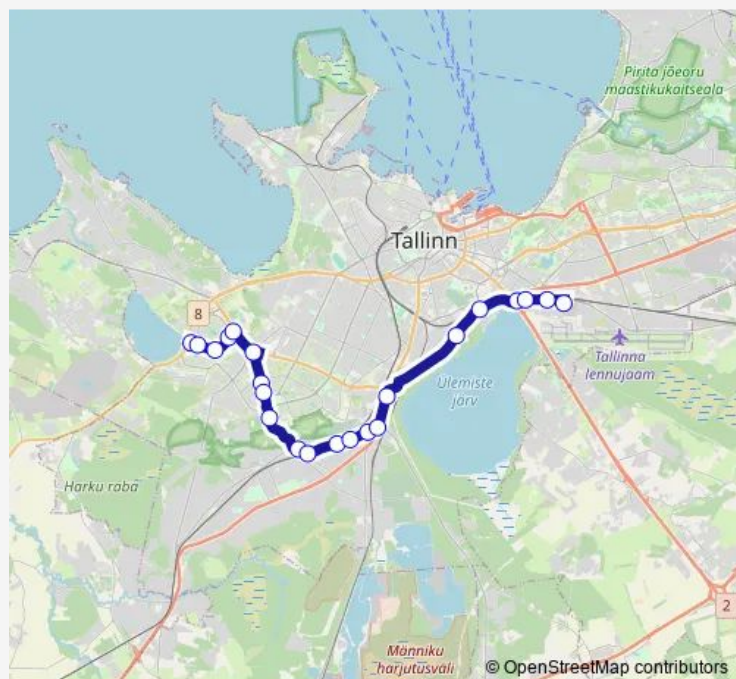 Pirita jõeoru
maastikukaitseala
Tallinn
8
Tallinna
lennujaam
Ülemiste
järv
Harku raba
2
Männiku
harjutusväli
© OpenStreetMap contributors